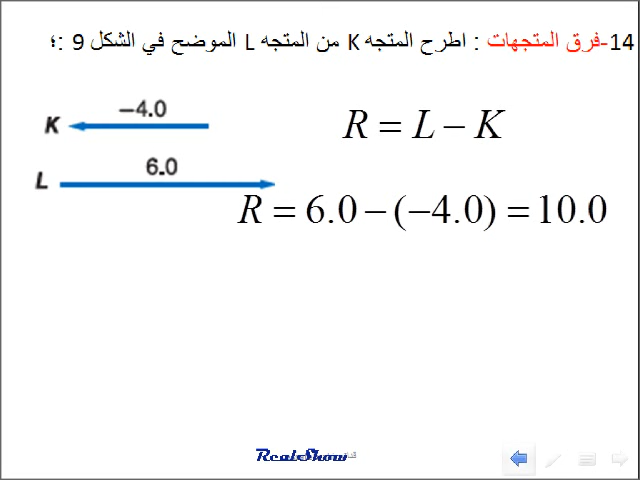 14-فرق المتجهات : اطرح المتجه K من المتجه L الموضح في الشكل 9 :؟
K −4.0
L 6.0
R = L − K
R = 6.0 − (−4.0) = 10.0
RealShow